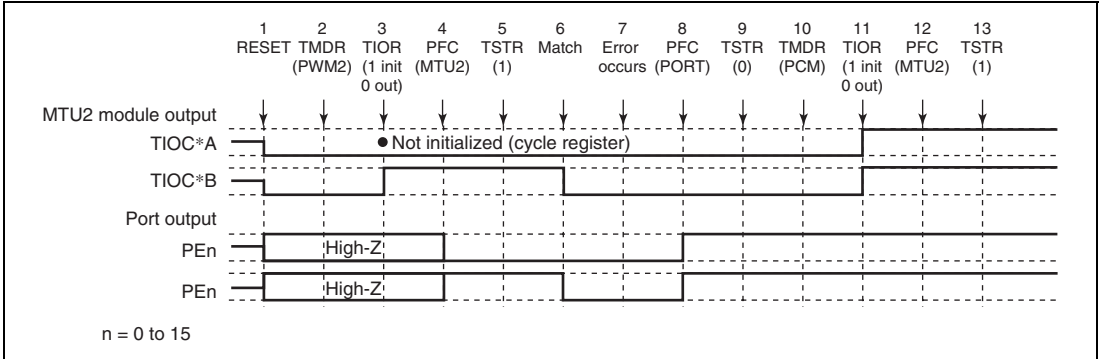 1 2 3 4 5 6 7 8 9 10 11 12 13
RESET TMDR TIOR PFC TSTR Match Error PFC TSTR TMDR TIOR PFC TSTR
(PWM2) (1 init (MTU2) (1) occurs (PORT) (0) (PCM) (1 init (MTU2) (1)
0 out) 0 out)
MTU2 module output
TIOC*A
● Not initialized (cycle register)
TIOC*B
Port output
PEn
High-Z
PEn
High-Z
n = 0 to 15